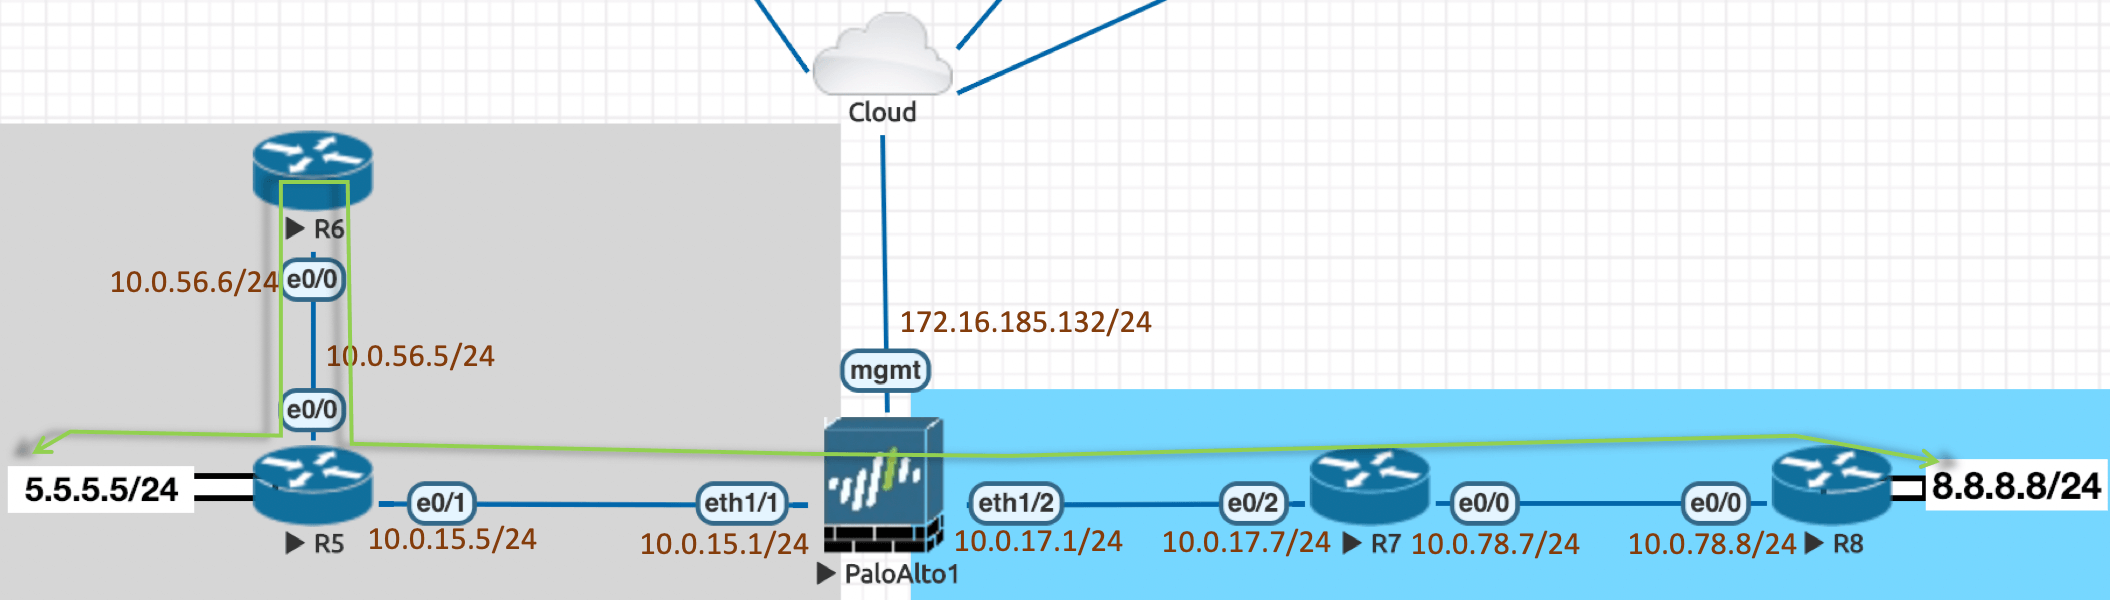 Cloud
R6
10.0.56.6/24
e0/0
172.16.185.132/24
10.0.56.5/24
mgmt
e0/0
5.5.5.5/24
8.8.8.8/24
e0/1
eth1/1
eth1/2
e0/2
e0/0
e0/0
R5
10.0.15.5/24
10.0.15.1/24
10.0.17.1/24
10.0.17.7/24
R7
10.0.78.7/24
10.0.78.8/24
R8
PaloAlto1